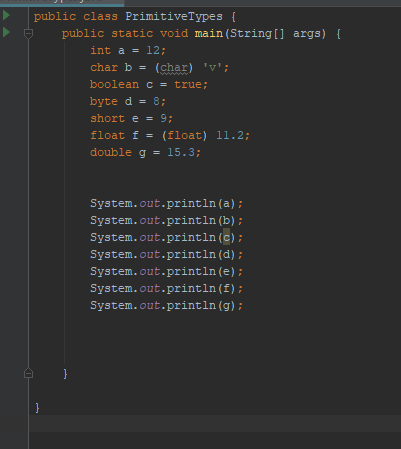 public class PrimitiveTypes {
public static void main(String[] args) {
int a = 12;
char b = (char) 'v';
boolean c = true;
byte d = 8;
short e = 9;
float f = (float) 11.2;
double g = 15.3;
System.out.println(a);
System.out.println(b);
System.out.println(c);
System.out.println(d);
System.out.println(e);
System.out.println(f);
System.out.println(g);
}
}